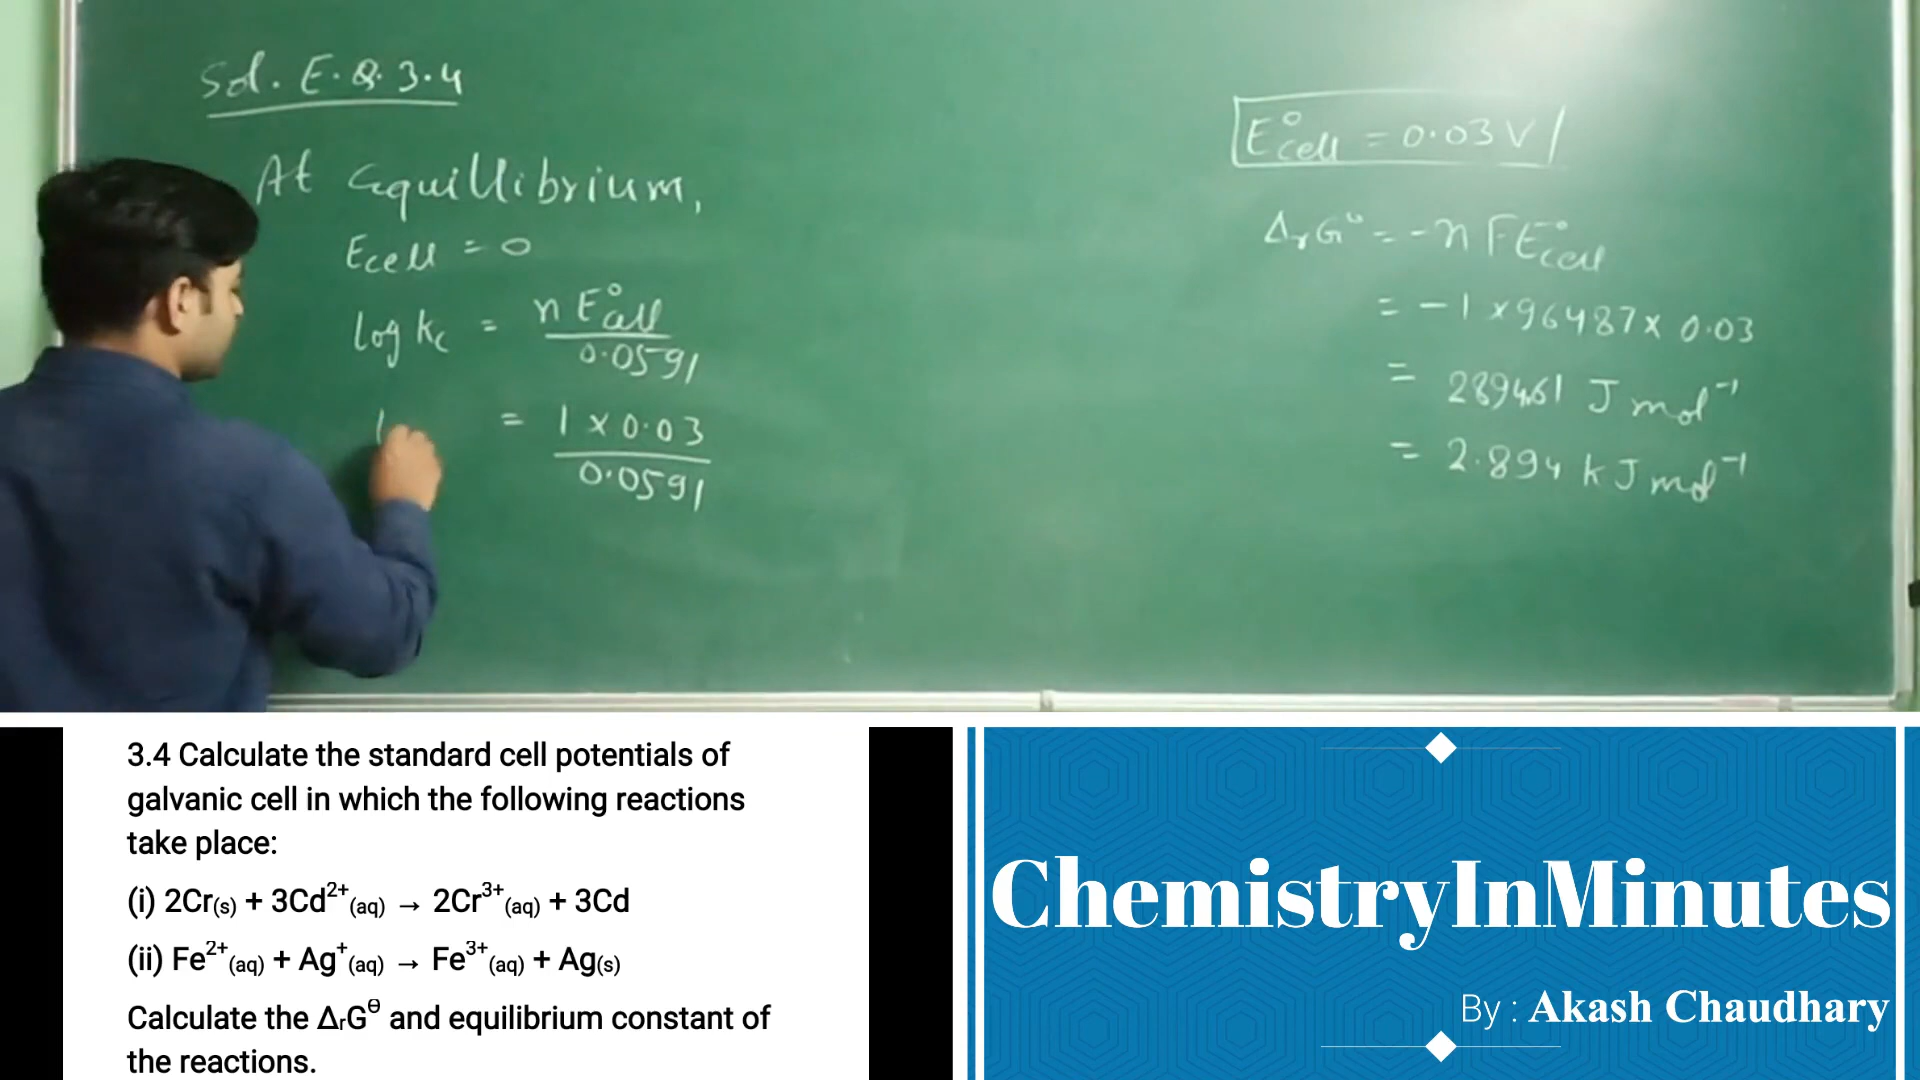 Sol. E.Q. 3.4
At Equillibrium,
Ecell = 0
log Kc = n E°cell / 0.0591
= 1 × 0.03 / 0.0591
E°cell = 0.03 V
ΔrG° = -nFE°cell
= -1 × 96487 × 0.03
= 2894.61 J mol⁻¹
= 2.894 kJ mol⁻¹
3.4 Calculate the standard cell potentials of
galvanic cell in which the following reactions
take place:
(i) 2Cr(s) + 3Cd²⁺(aq) → 2Cr³⁺(aq) + 3Cd
(ii) Fe²⁺(aq) + Ag⁺(aq) → Fe³⁺(aq) + Ag(s)
Calculate the ΔrG⁰ and equilibrium constant of
the reactions.
ChemistryInMinutes
By : Akash Chaudhary